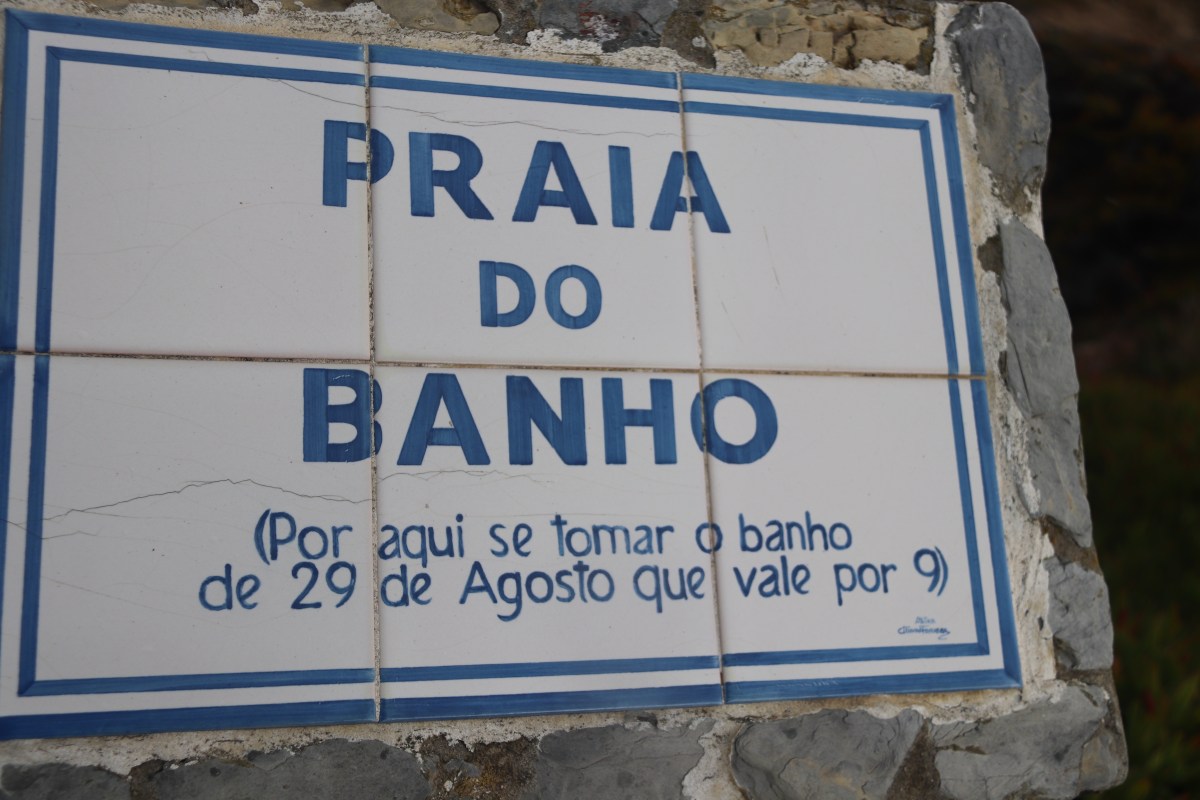 PRAIA
DO
BANHO
(Por aqui se tomar o banho
de 29 de Agosto que vale por 9)